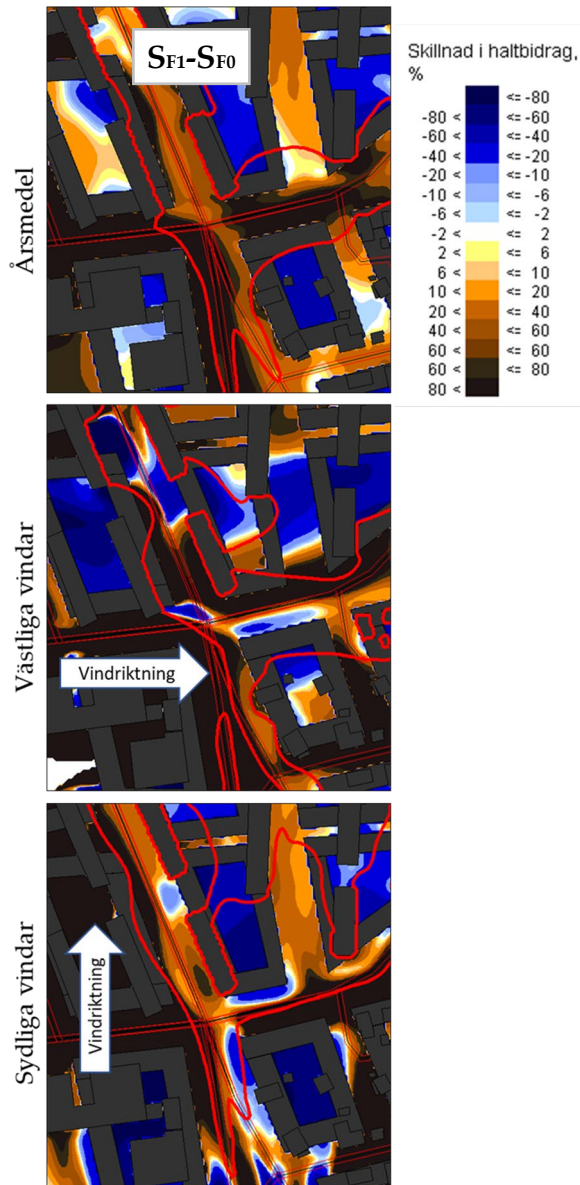 S_F1-S_F0
Skillnad i haltbidrag,
%
<= -80
-80 < <= -60
-60 < <= -40
-40 < <= -20
-20 < <= -10
-10 < <= -6
-6 < <= -2
-2 < <= 2
2 < <= 6
6 < <= 10
10 < <= 20
20 < <= 40
40 < <= 60
60 < <= 60
60 < <= 80
80 <
Årsmedel
Västliga vindar
Vindriktning
Sydliga vindar
Vindriktning